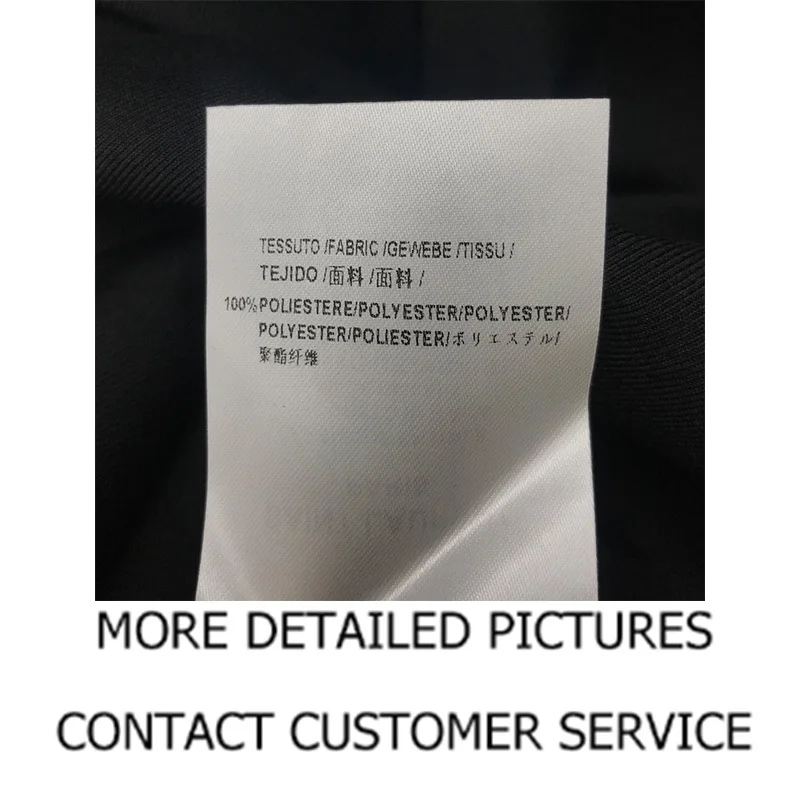 TESSUTO /FABRIC /GEWEBE /TISSU /
TEJIDO /面料 /面料 /
100%POLIESTERE/POLYESTER/POLYESTER/
POLYESTER/POLIESTER/ポリエステル/
聚酯纤维
MORE DETAILED PICTURES
CONTACT CUSTOMER SERVICE